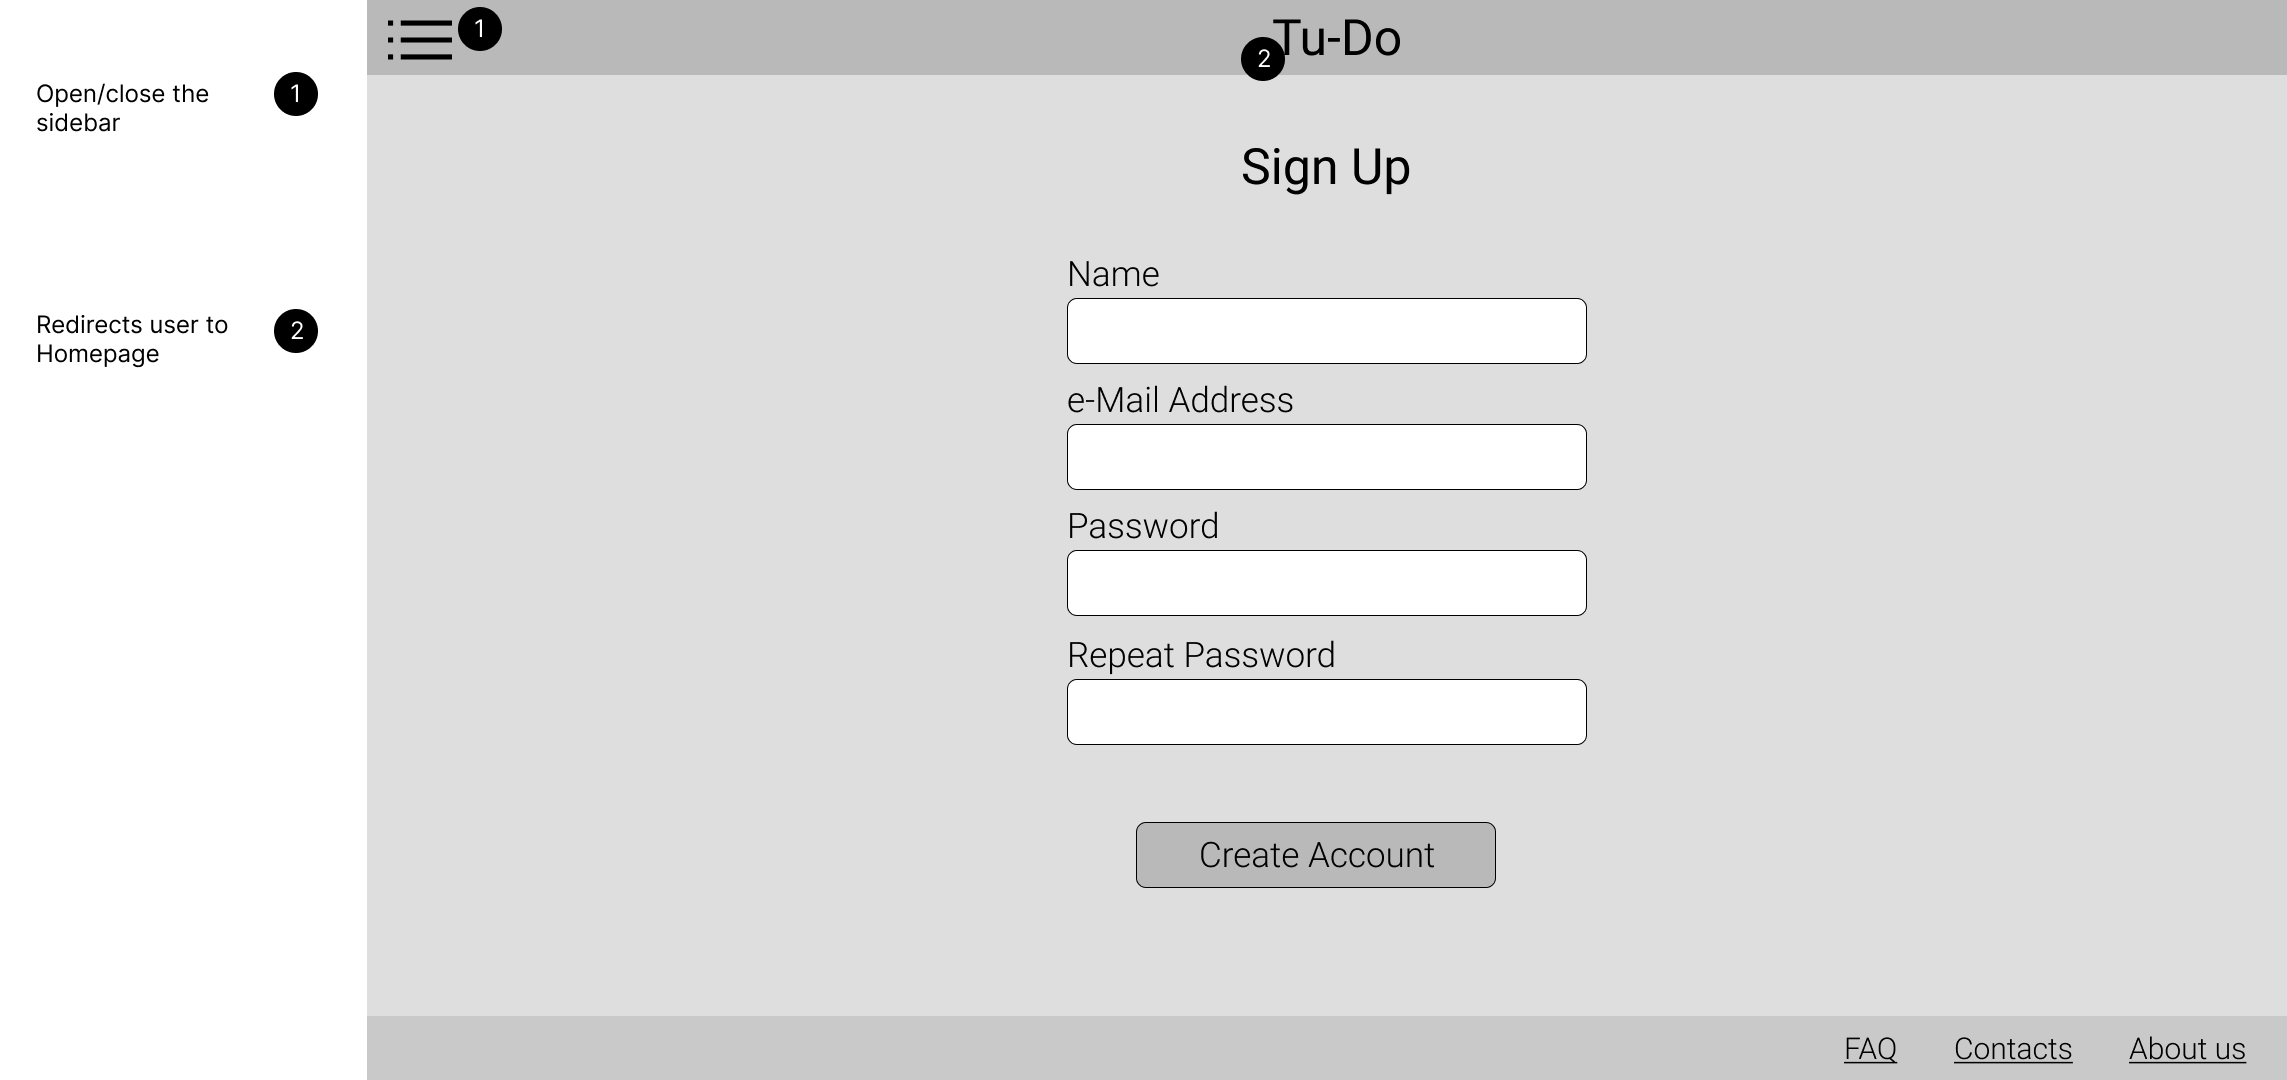 Open/close the
sidebar
1
Redirects user to
Homepage
2
1
Tu-Do
2
Sign Up
Name
e-Mail Address
Password
Repeat Password
Create Account
FAQ
Contacts
About us